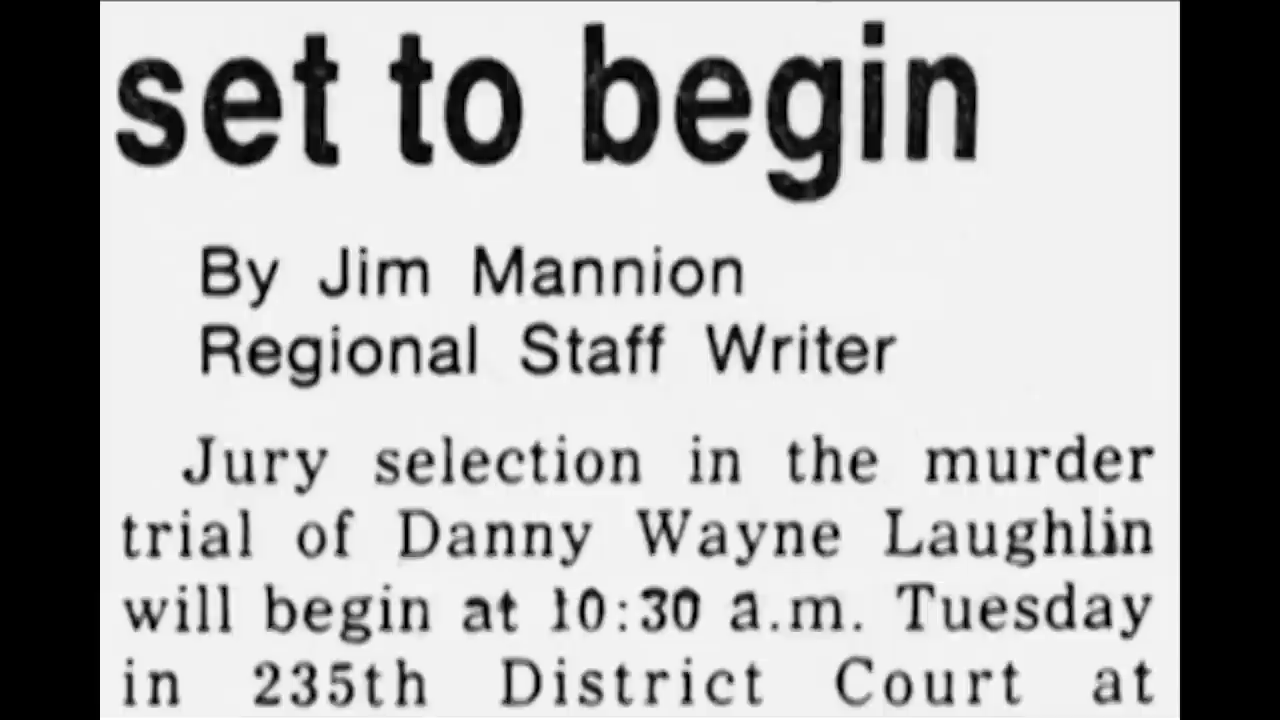 set to begin
By Jim Mannion
Regional Staff Writer
Jury selection in the murder
trial of Danny Wayne Laughlin
will begin at 10:30 a.m. Tuesday
in 235th District Court at